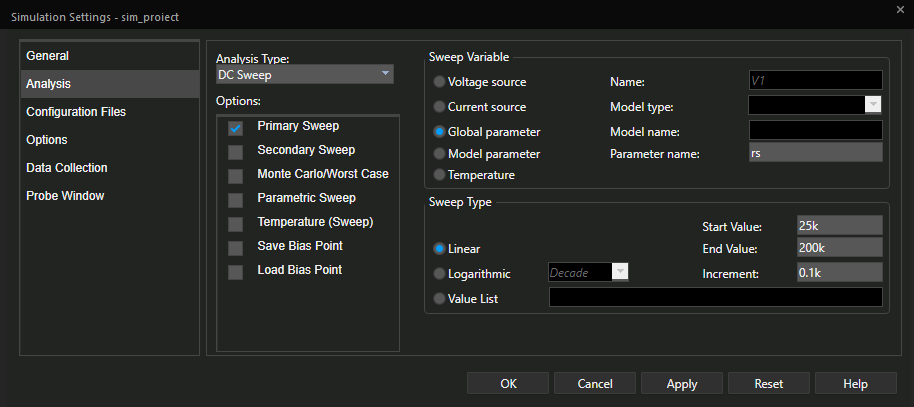 Simulation Settings - sim_proiect
General
Analysis
Configuration Files
Options
Data Collection
Probe Window
Analysis Type:
DC Sweep
Options:
Primary Sweep
Secondary Sweep
Monte Carlo/Worst Case
Parametric Sweep
Temperature (Sweep)
Save Bias Point
Load Bias Point
Sweep Variable
Voltage source Name: V1
Current source Model type:
Global parameter Model name:
Model parameter Parameter name: rs
Temperature
Sweep Type
Start Value: 25k
Linear End Value: 200k
Logarithmic Decade Increment: 0.1k
Value List
OK Cancel Apply Reset Help